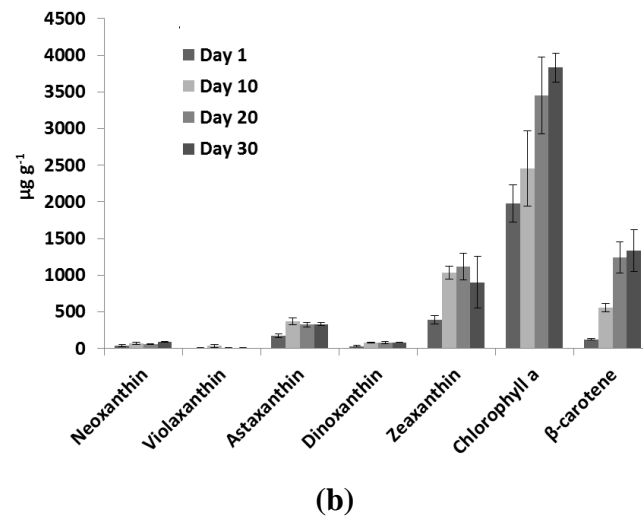 4500
4000
3500
3000
2500
2000
1500
1000
500
0
µg g⁻¹
Day 1
Day 10
Day 20
Day 30
Neoxanthin
Violaxanthin
Astaxanthin
Dinoxanthin
Zeaxanthin
Chlorophyll a
β-carotene
(b)